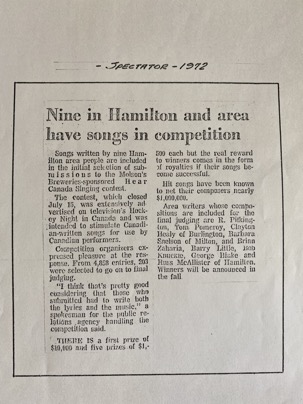 - SPECTATOR - 1972
Nine in Hamilton and area
have songs in competition
Songs written by nine Ham-
ilton area people are included
in the initial selection of sub-
missions to the Molson's
Breweries-sponsored Hear
Canada Singing contest.
The contest, which closed
July 15, was extensively ad-
vertised on television's Hock-
ey Night in Canada and was
intended to stimulate Canadi-
an-written songs for use by
Canadian performers.
Competition organizers ex-
pressed pleasure at the re-
sponse. From 4,858 entries, 203
were selected to go on to final
judging.
"I think that's pretty good
considering that those who
submitted had to write both
the lyrics and the music," a
spokesman for the public re-
lations agency handling the
competition said.
THERE IS a first prize of
$10,000 and five prizes of $1,-
500 each but the real reward
to winners comes in the form
of royalties if their songs be-
come successful.
Hit songs have been known
to net their composers nearly
$1,000,000.
Area writers whose compo-
sitions are included for the
final judging are R. Pilking-
ton, Tom Pomeroy, Clayton
Healy of Burlington, Barbara
Snelson of Milton, and Brian
Zaharia, Barry Little, Bob
George Blake and
Ross McAllister of Hamilton.
Winners will be announced in
the fall